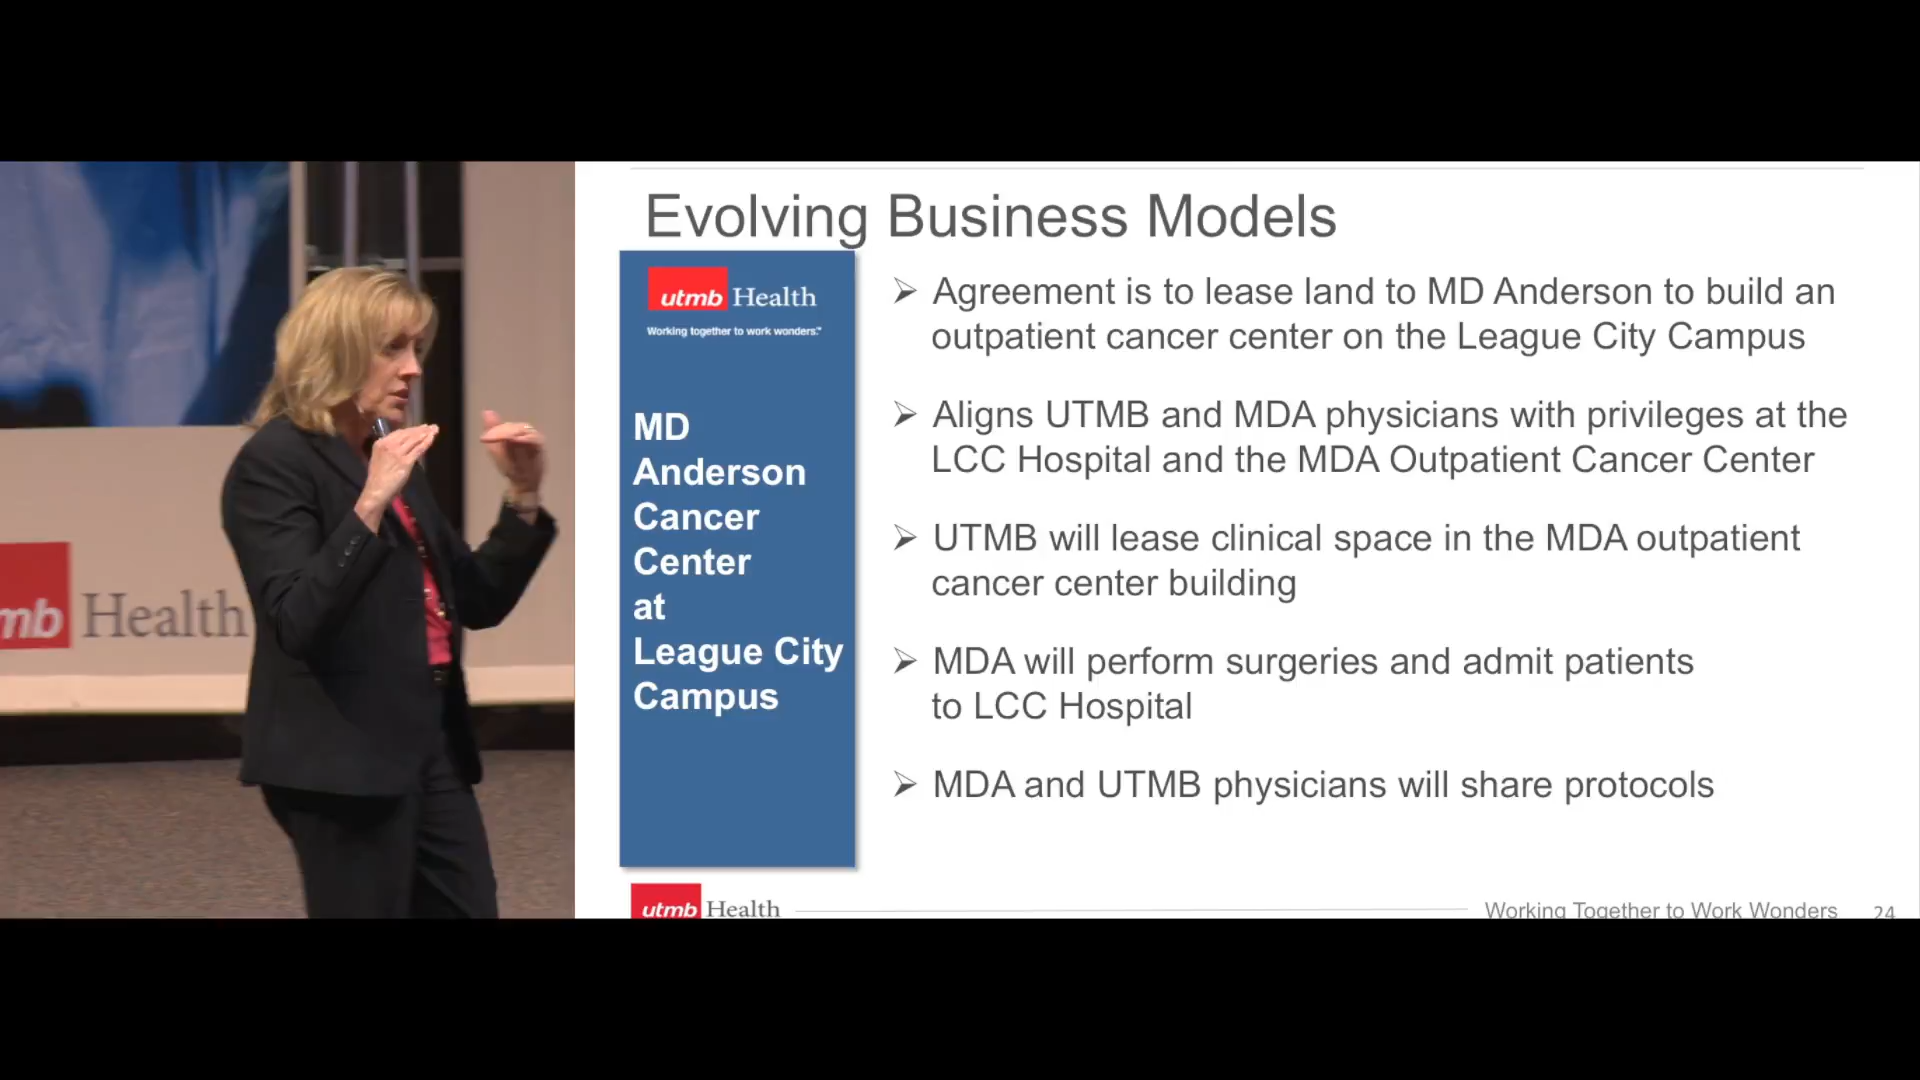 Evolving Business Models
utmb Health
Working together to work wonders.™
MD
Anderson
Cancer
Center
at
League City
Campus
➢ Agreement is to lease land to MD Anderson to build an
outpatient cancer center on the League City Campus
➢ Aligns UTMB and MDA physicians with privileges at the
LCC Hospital and the MDA Outpatient Cancer Center
➢ UTMB will lease clinical space in the MDA outpatient
cancer center building
➢ MDA will perform surgeries and admit patients
to LCC Hospital
➢ MDA and UTMB physicians will share protocols
utmb Health
Working Together to Work Wonders 24
mb Health